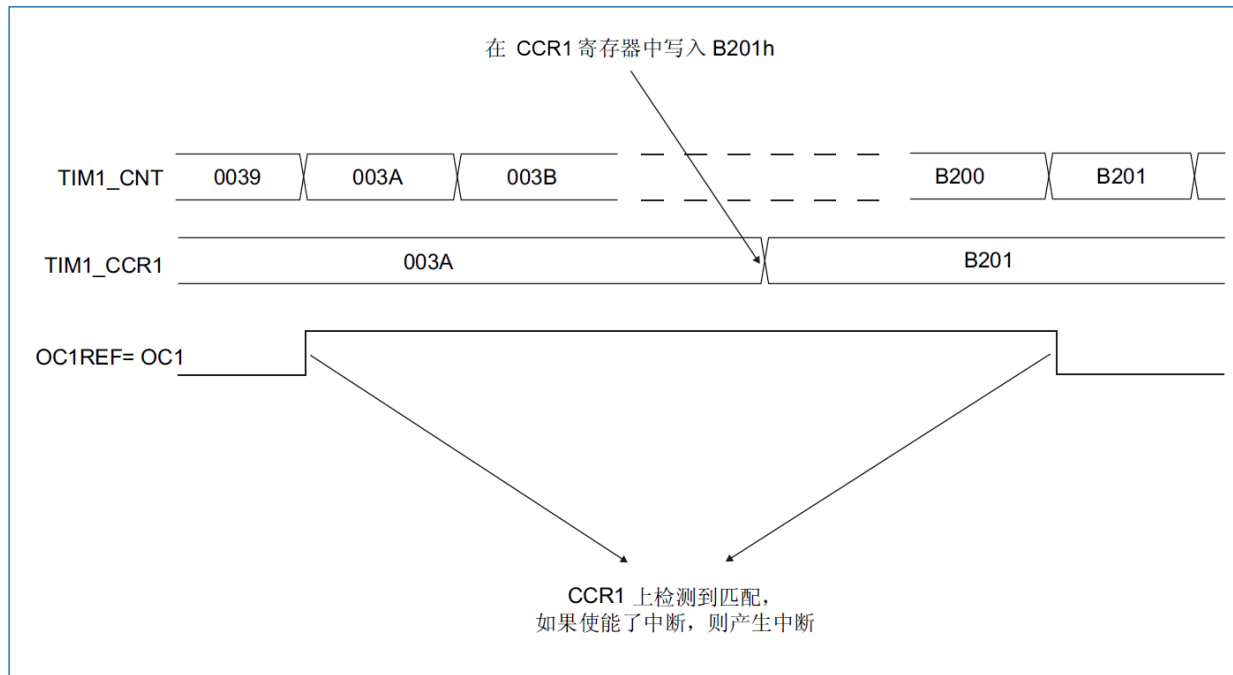 在 CCR1 寄存器中写入 B201h
TIM1_CNT 0039 003A 003B B200 B201
TIM1_CCR1 003A B201
OC1REF= OC1
CCR1 上检测到匹配，
如果使能了中断，则产生中断